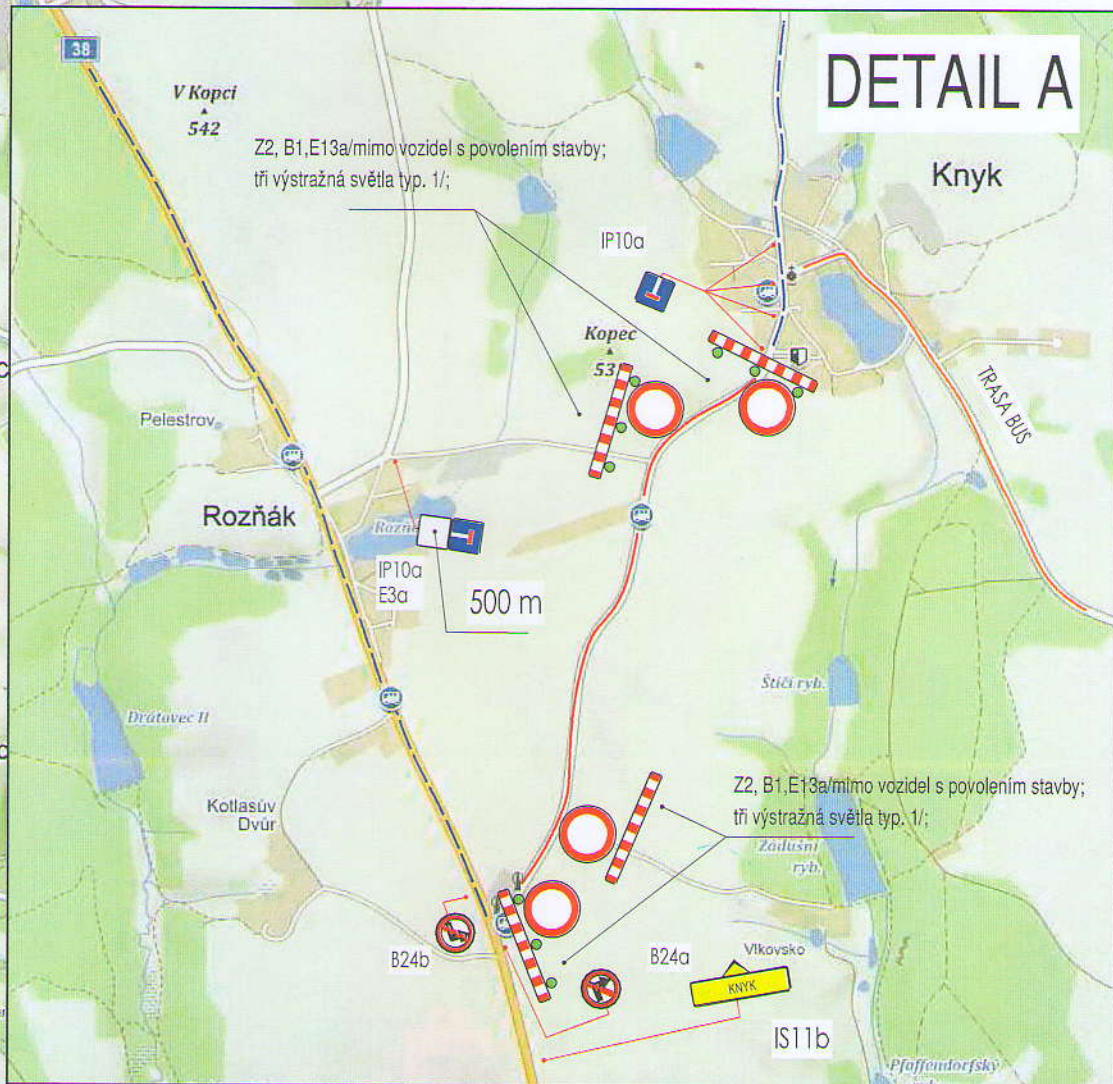 38
DETAIL A
V Kopci
542
Z2, B1,E13a/mimo vozidel s povolením stavby;
tři výstražná světla typ. 1/;
Knyk
IP10a
Kopec
53
TRASA BUS
Pelestrov
Rozňák
IP10a
E3a
500 m
Štičí ryb.
Drátovec II
Z2, B1,E13a/mimo vozidel s povolením stavby;
tři výstražná světla typ. 1/;
Kotlasův
Dvůr
Zádušní
ryb.
B24b
B24a
Vlkovsko
KNYK
IS11b
Pfaffendorfský